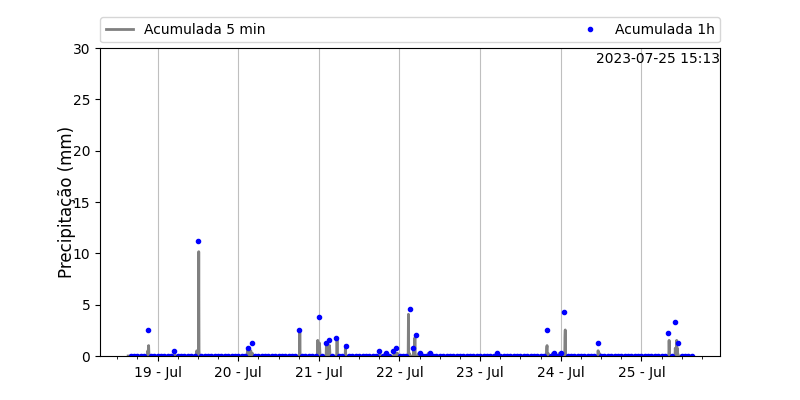 Acumulada 5 min
Acumulada 1h
2023-07-25 15:13
Precipitação (mm)
30
25
20
15
10
5
0
19 - Jul
20 - Jul
21 - Jul
22 - Jul
23 - Jul
24 - Jul
25 - Jul